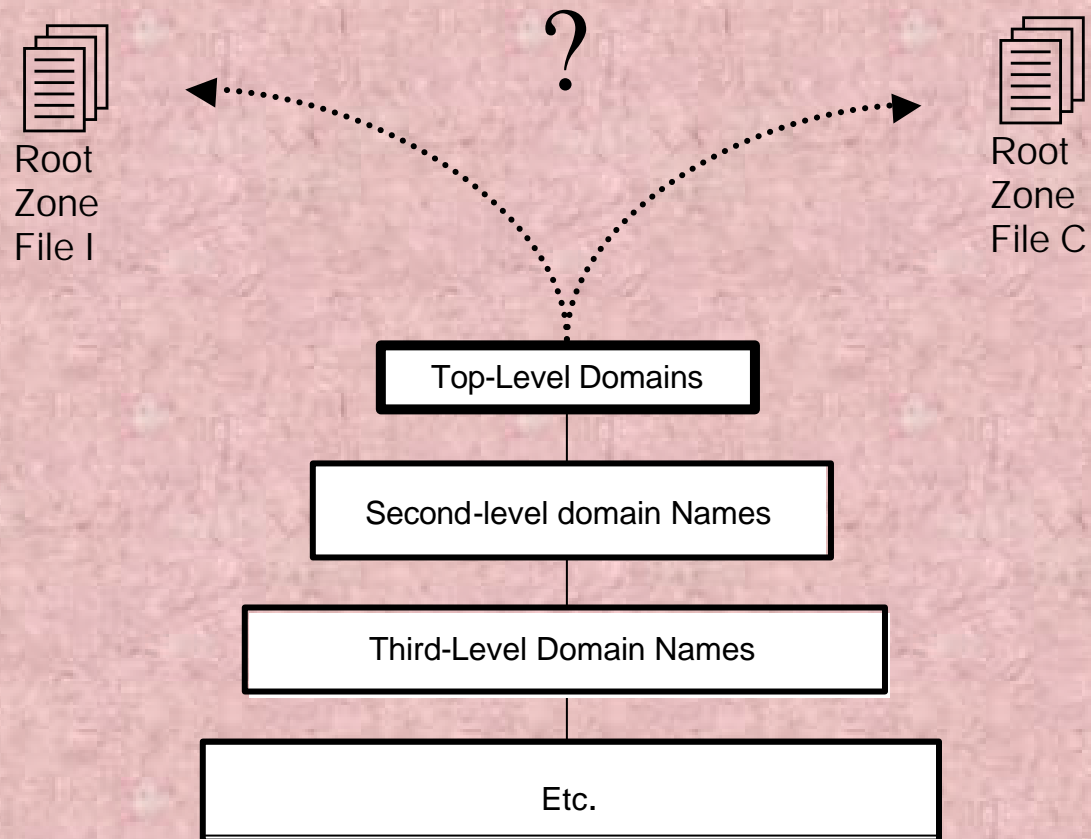 ?
Root
Zone
File I
Root
Zone
File C
Top-Level Domains
Second-level domain Names
Third-Level Domain Names
Etc.